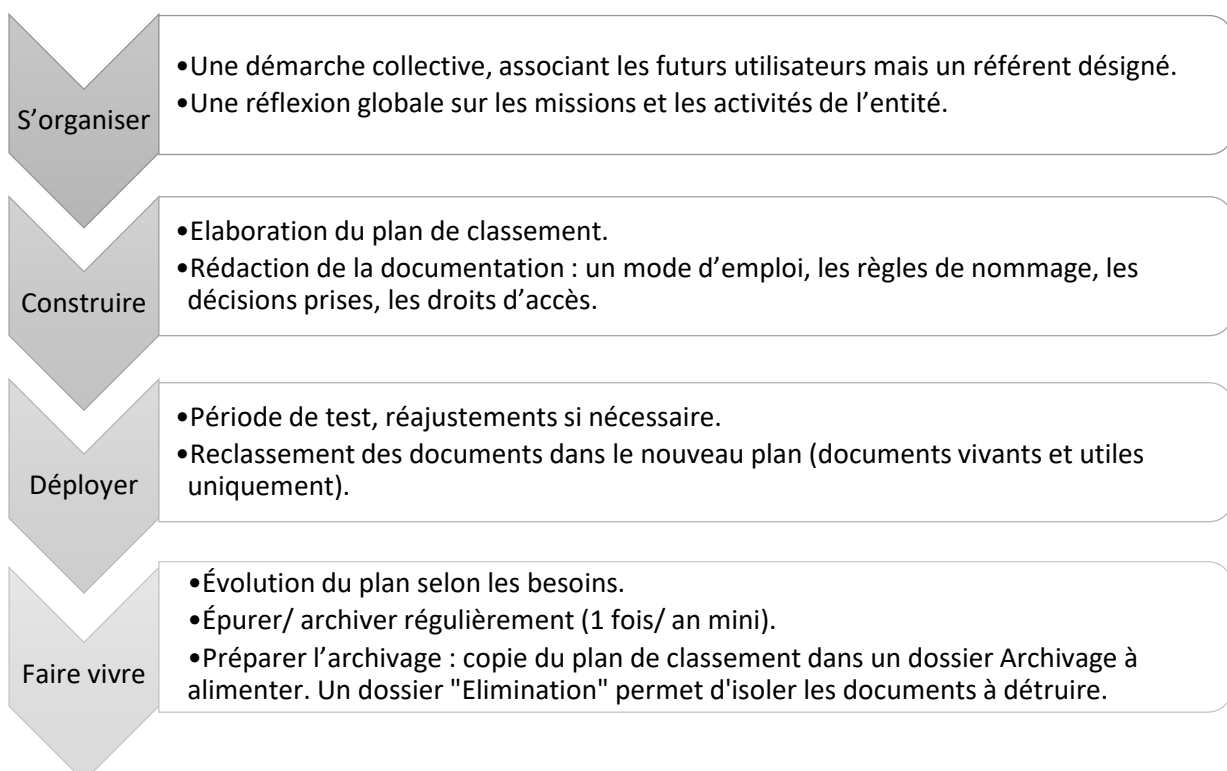 S’organiser
•Une démarche collective, associant les futurs utilisateurs mais un référent désigné.
•Une réflexion globale sur les missions et les activités de l’entité.
Construire
•Elaboration du plan de classement.
•Rédaction de la documentation : un mode d’emploi, les règles de nommage, les
décisions prises, les droits d’accès.
Déployer
•Période de test, réajustements si nécessaire.
•Reclassement des documents dans le nouveau plan (documents vivants et utiles
uniquement).
Faire vivre
•Évolution du plan selon les besoins.
•Épurer/ archiver régulièrement (1 fois/ an mini).
•Préparer l’archivage : copie du plan de classement dans un dossier Archivage à
alimenter. Un dossier "Elimination" permet d'isoler les documents à détruire.